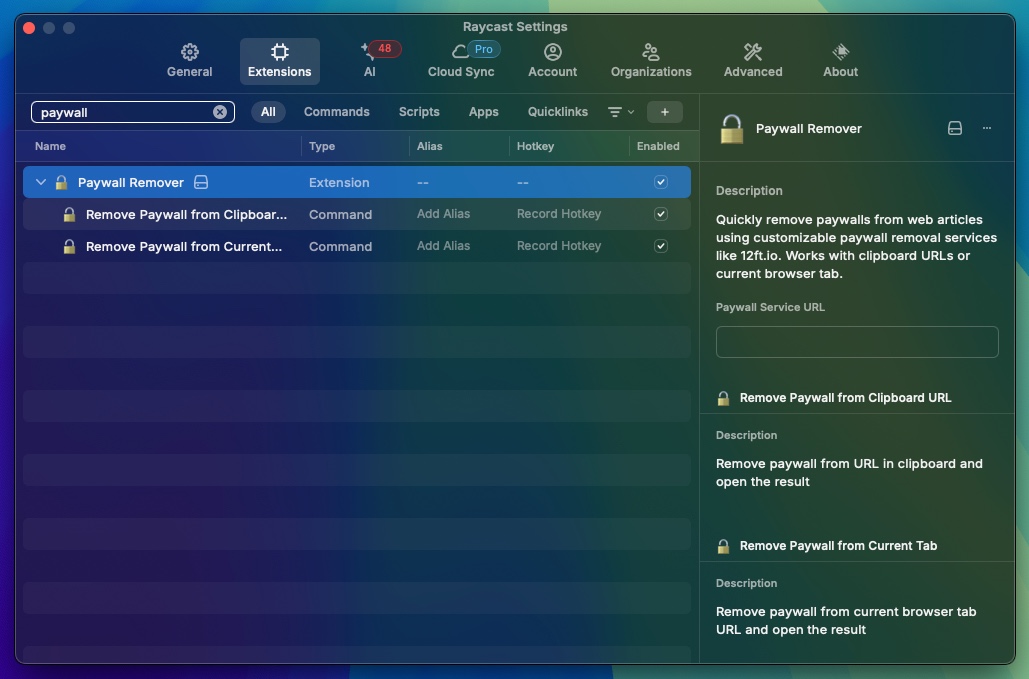 Raycast Settings
General
Extensions
48
AI
Pro
Cloud Sync
Account
Organizations
Advanced
About
paywall
All
Commands
Scripts
Apps
Quicklinks
+
Name
Type
Alias
Hotkey
Enabled
Paywall Remover
Extension
--
--
Remove Paywall from Clipboar...
Command
Add Alias
Record Hotkey
Remove Paywall from Current...
Command
Add Alias
Record Hotkey
Paywall Remover
Description
Quickly remove paywalls from web articles
using customizable paywall removal services
like 12ft.io. Works with clipboard URLs or
current browser tab.
Paywall Service URL
Remove Paywall from Clipboard URL
Description
Remove paywall from URL in clipboard and
open the result
Remove Paywall from Current Tab
Description
Remove paywall from current browser tab
URL and open the result